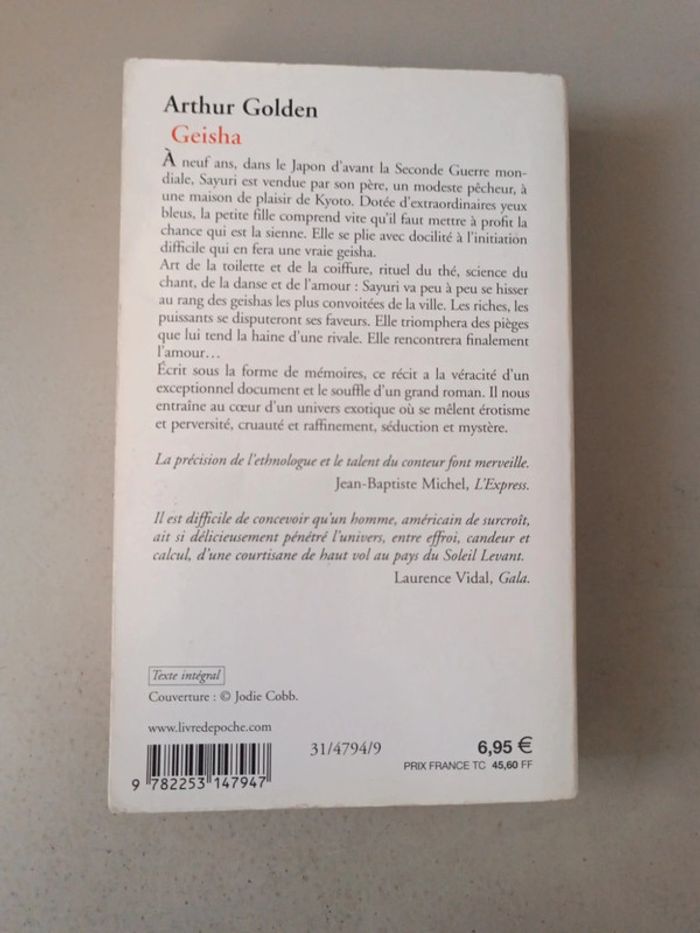 Arthur Golden
Geisha
À neuf ans, dans le Japon d'avant la Seconde Guerre mon-
diale, Sayuri est vendue par son père, un modeste pêcheur, à
une maison de plaisir de Kyoto. Dotée d'extraordinaires yeux
bleus, la petite fille comprend vite qu'il faut mettre à profit la
chance qui est la sienne. Elle se plie avec docilité à l'initiation
difficile qui en fera une vraie geisha.
Art de la toilette et de la coiffure, rituel du thé, science du
chant, de la danse et de l'amour : Sayuri va peu à peu se hisser
au rang des geishas les plus convoitées de la ville. Les riches, les
puissants se disputeront ses faveurs. Elle triomphera des pièges
que lui tend la haine d'une rivale. Elle rencontrera finalement
l'amour…
Écrit sous la forme de mémoires, ce récit a la véracité d'un
exceptionnel document et le souffle d'un grand roman. Il nous
entraîne au cœur d'un univers exotique où se mêlent érotisme
et perversité, cruauté et raffinement, séduction et mystère.
La précision de l'ethnologue et le talent du conteur font merveille.
Jean-Baptiste Michel, L'Express.
Il est difficile de concevoir qu'un homme, américain de surcroît,
ait si délicieusement pénétré l'univers, entre effroi, candeur et
calcul, d'une courtisane de haut vol au pays du Soleil Levant.
Laurence Vidal, Gala.
Texte intégral
Couverture : © Jodie Cobb.
www.livredepoche.com
31/4794/9
6,95 €
PRIX FRANCE TC 45,60 FF
9 782253 147947